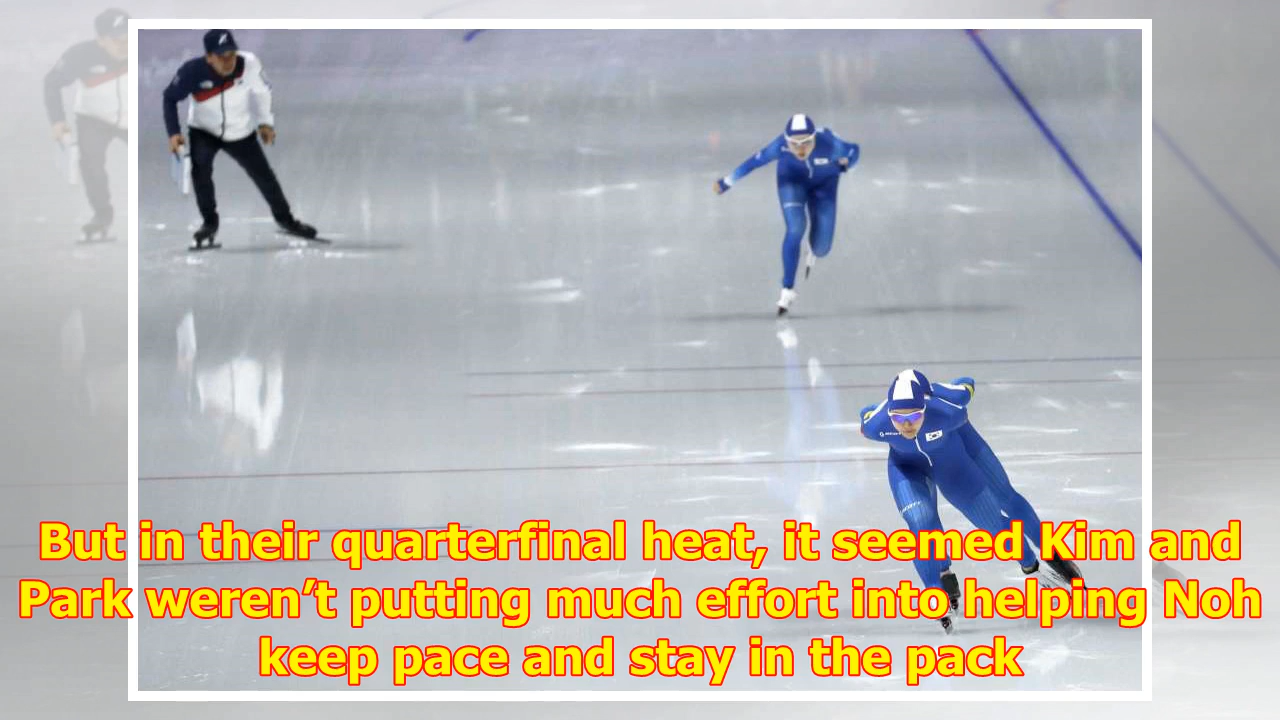 But in their quarterfinal heat, it seemed Kim and
Park weren’t putting much effort into helping Noh
keep pace and stay in the pack